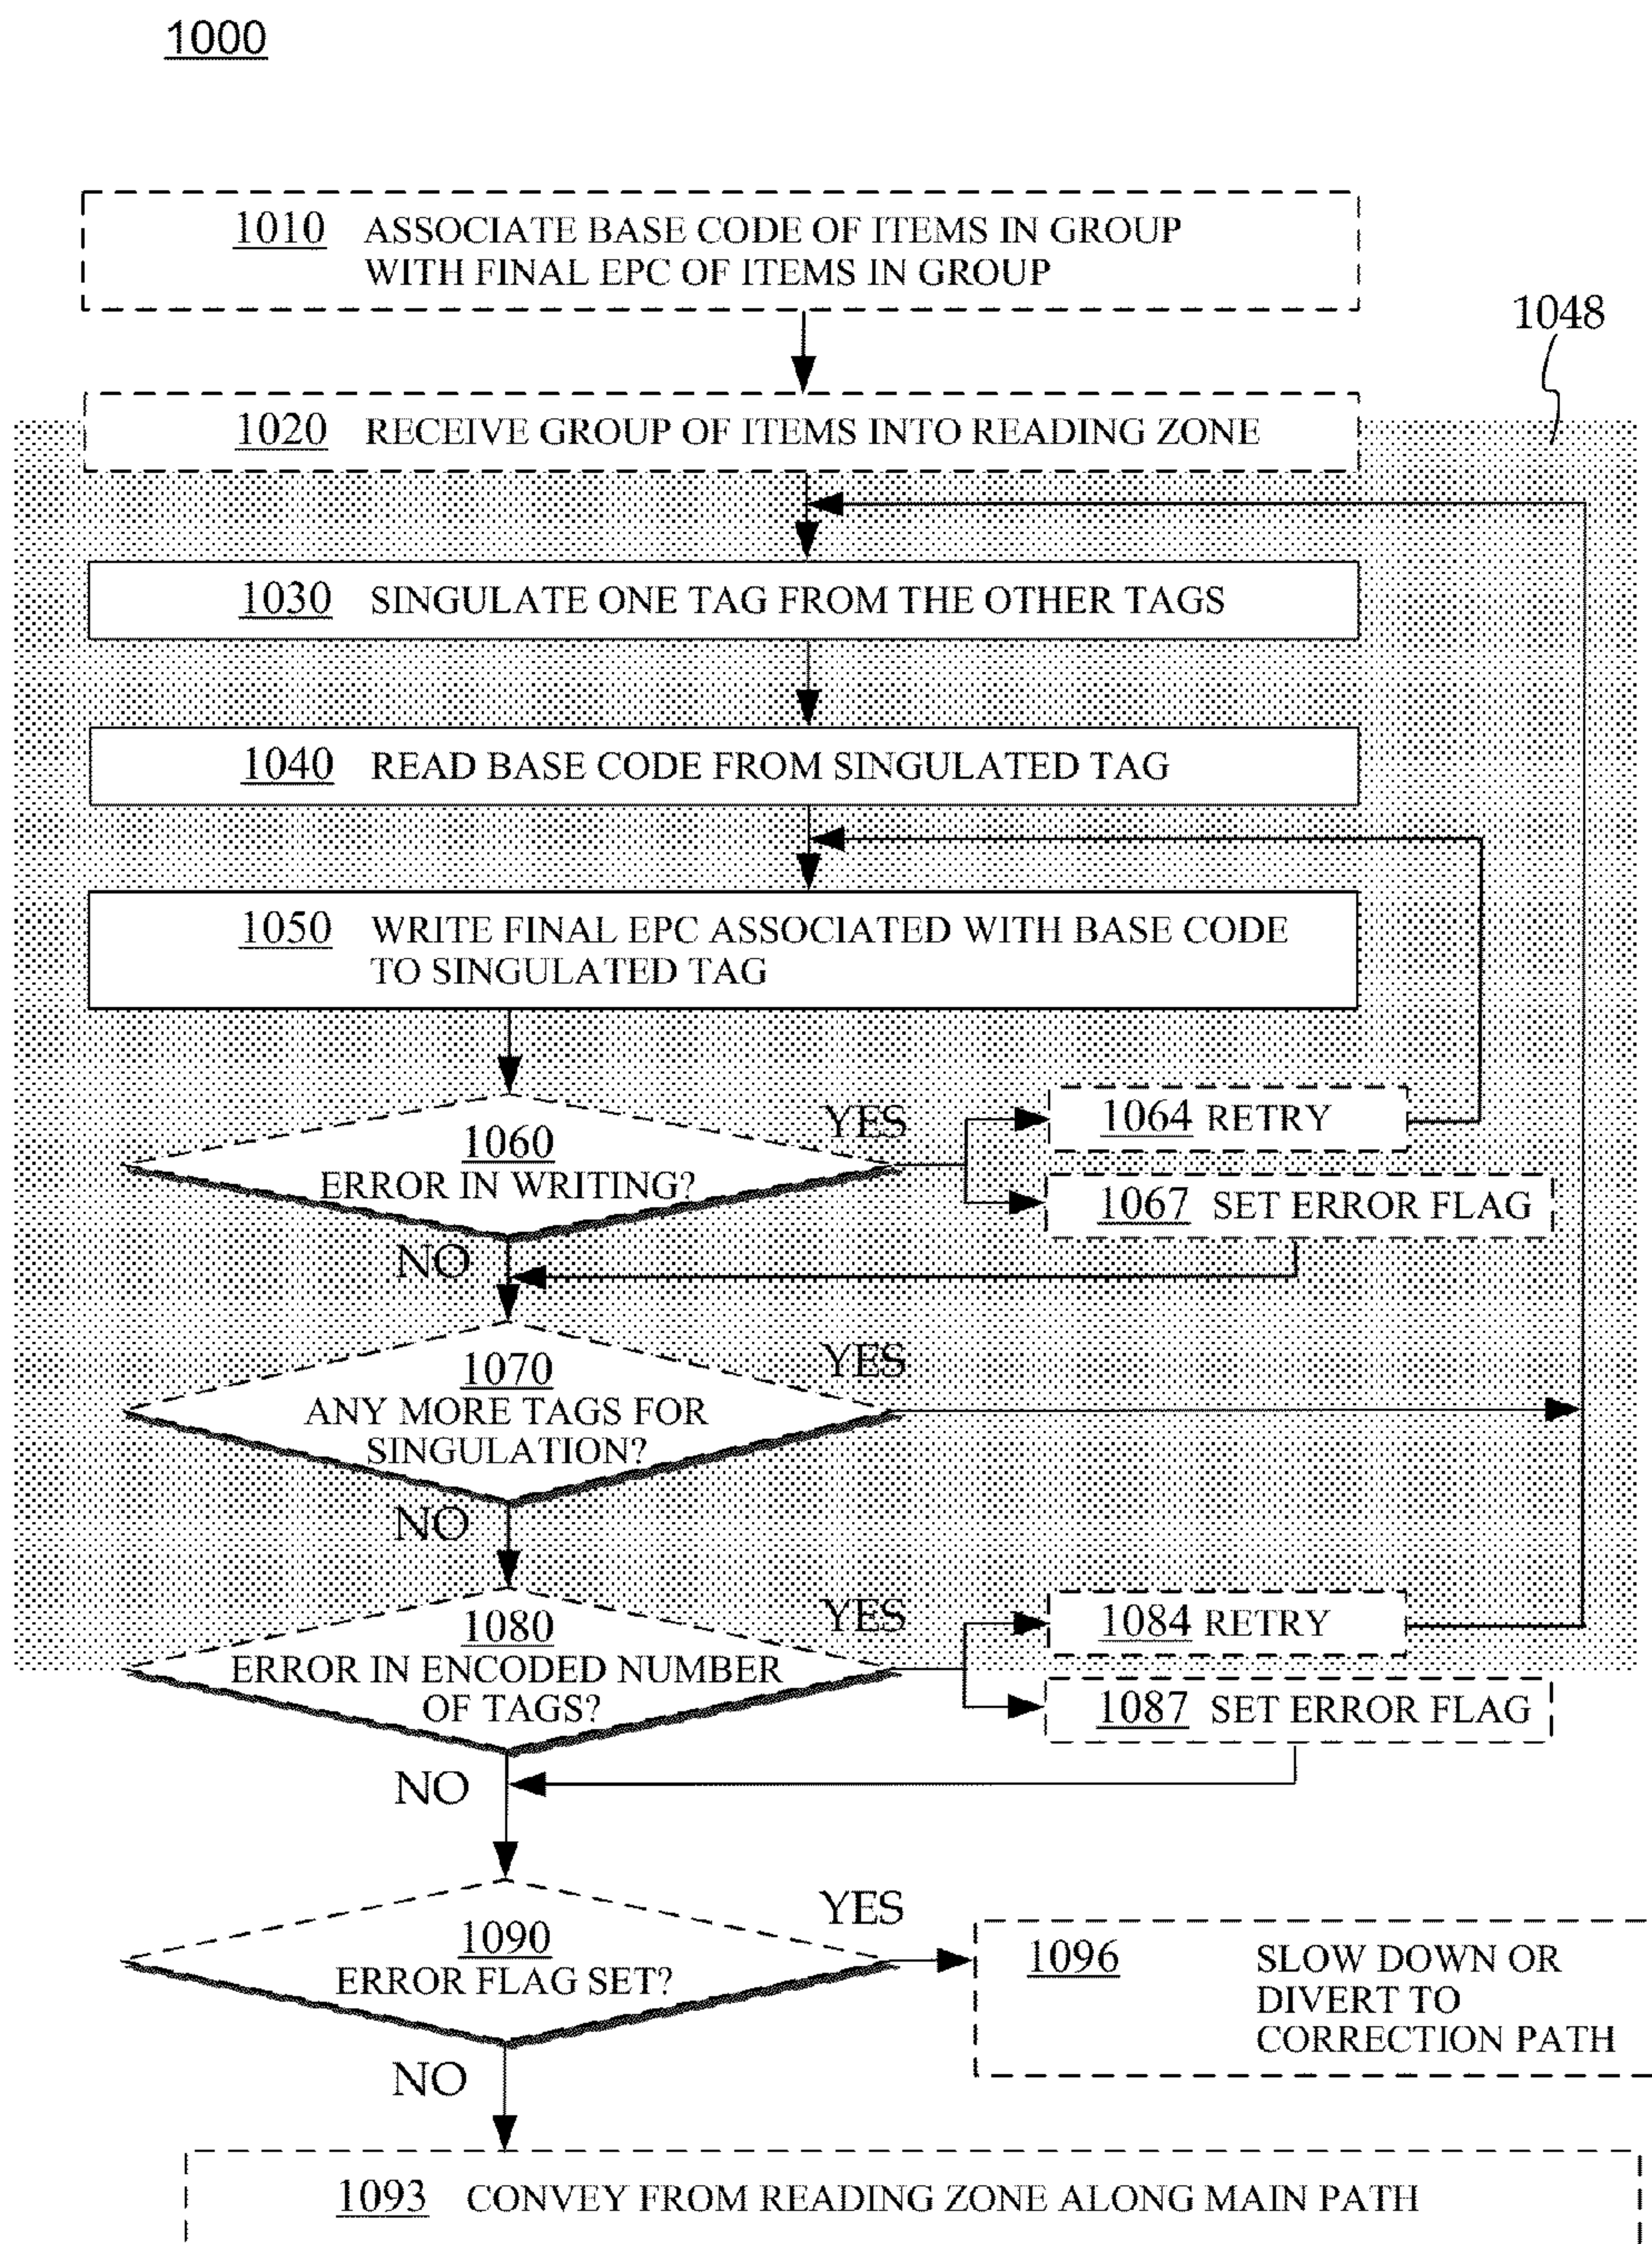 1000
1010 ASSOCIATE BASE CODE OF ITEMS IN GROUP
WITH FINAL EPC OF ITEMS IN GROUP
1048
1020 RECEIVE GROUP OF ITEMS INTO READING ZONE
1030 SINGULATE ONE TAG FROM THE OTHER TAGS
1040 READ BASE CODE FROM SINGULATED TAG
1050 WRITE FINAL EPC ASSOCIATED WITH BASE CODE
TO SINGULATED TAG
1060
ERROR IN WRITING?
YES
1064 RETRY
1067 SET ERROR FLAG
NO
1070
ANY MORE TAGS FOR
SINGULATION?
YES
NO
1080
ERROR IN ENCODED NUMBER
OF TAGS?
YES
1084 RETRY
1087 SET ERROR FLAG
NO
1090
ERROR FLAG SET?
YES
1096 SLOW DOWN OR
DIVERT TO
CORRECTION PATH
NO
1093 CONVEY FROM READING ZONE ALONG MAIN PATH